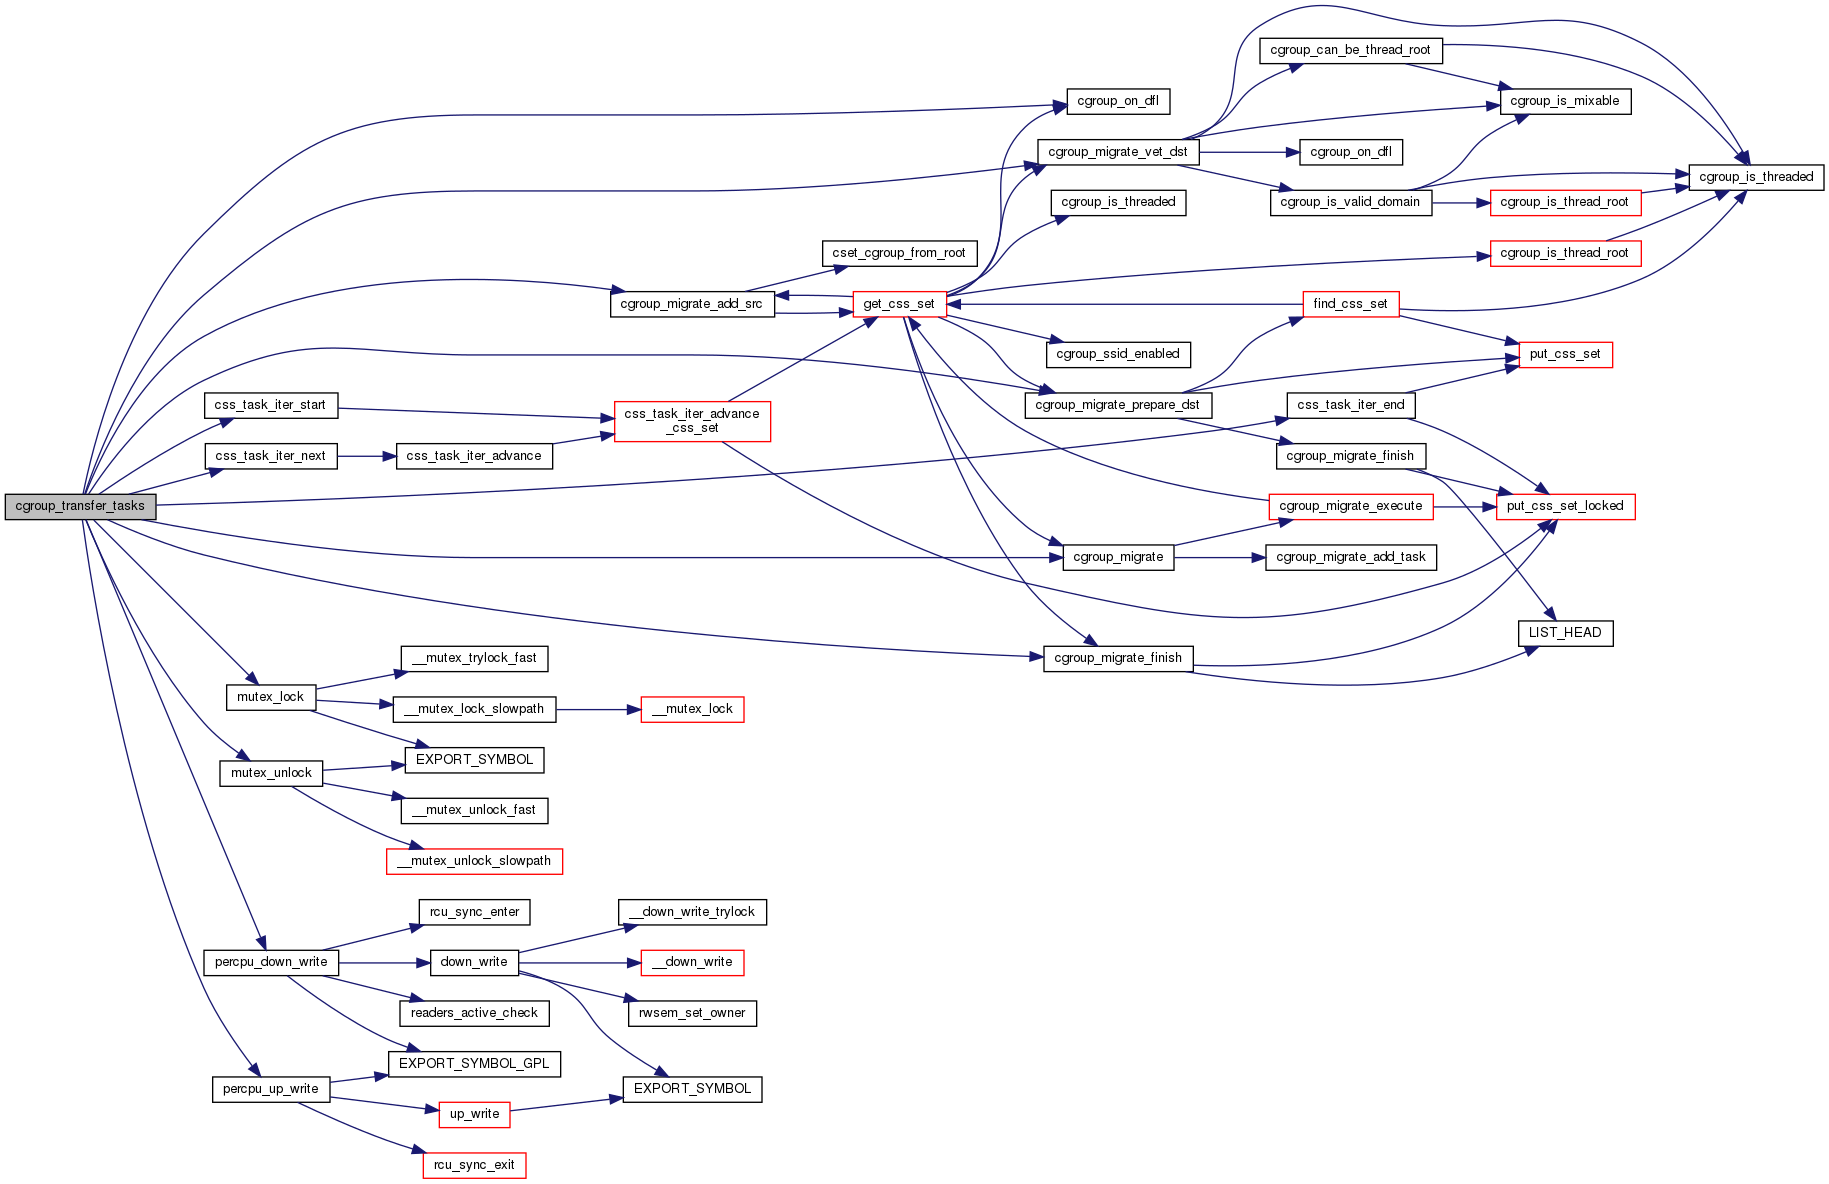 cgroup_can_be_thread_root
cgroup_on_dfl
cgroup_is_mixable
cgroup_migrate_vet_dst
cgroup_on_dfl
cgroup_is_threaded
cgroup_is_threaded
cgroup_is_valid_domain
cgroup_is_thread_root
cset_cgroup_from_root
cgroup_is_thread_root
cgroup_migrate_add_src
get_css_set
find_css_set
cgroup_ssid_enabled
put_css_set
css_task_iter_start
css_task_iter_advance
_css_set
cgroup_migrate_prepare_dst
css_task_iter_end
css_task_iter_next
css_task_iter_advance
cgroup_migrate_finish
cgroup_transfer_tasks
cgroup_migrate_execute
put_css_set_locked
cgroup_migrate
cgroup_migrate_add_task
LIST_HEAD
__mutex_trylock_fast
cgroup_migrate_finish
mutex_lock
__mutex_lock_slowpath
__mutex_lock
EXPORT_SYMBOL
mutex_unlock
__mutex_unlock_fast
__mutex_unlock_slowpath
rcu_sync_enter
__down_write_trylock
percpu_down_write
down_write
__down_write
readers_active_check
rwsem_set_owner
EXPORT_SYMBOL_GPL
percpu_up_write
EXPORT_SYMBOL
up_write
rcu_sync_exit